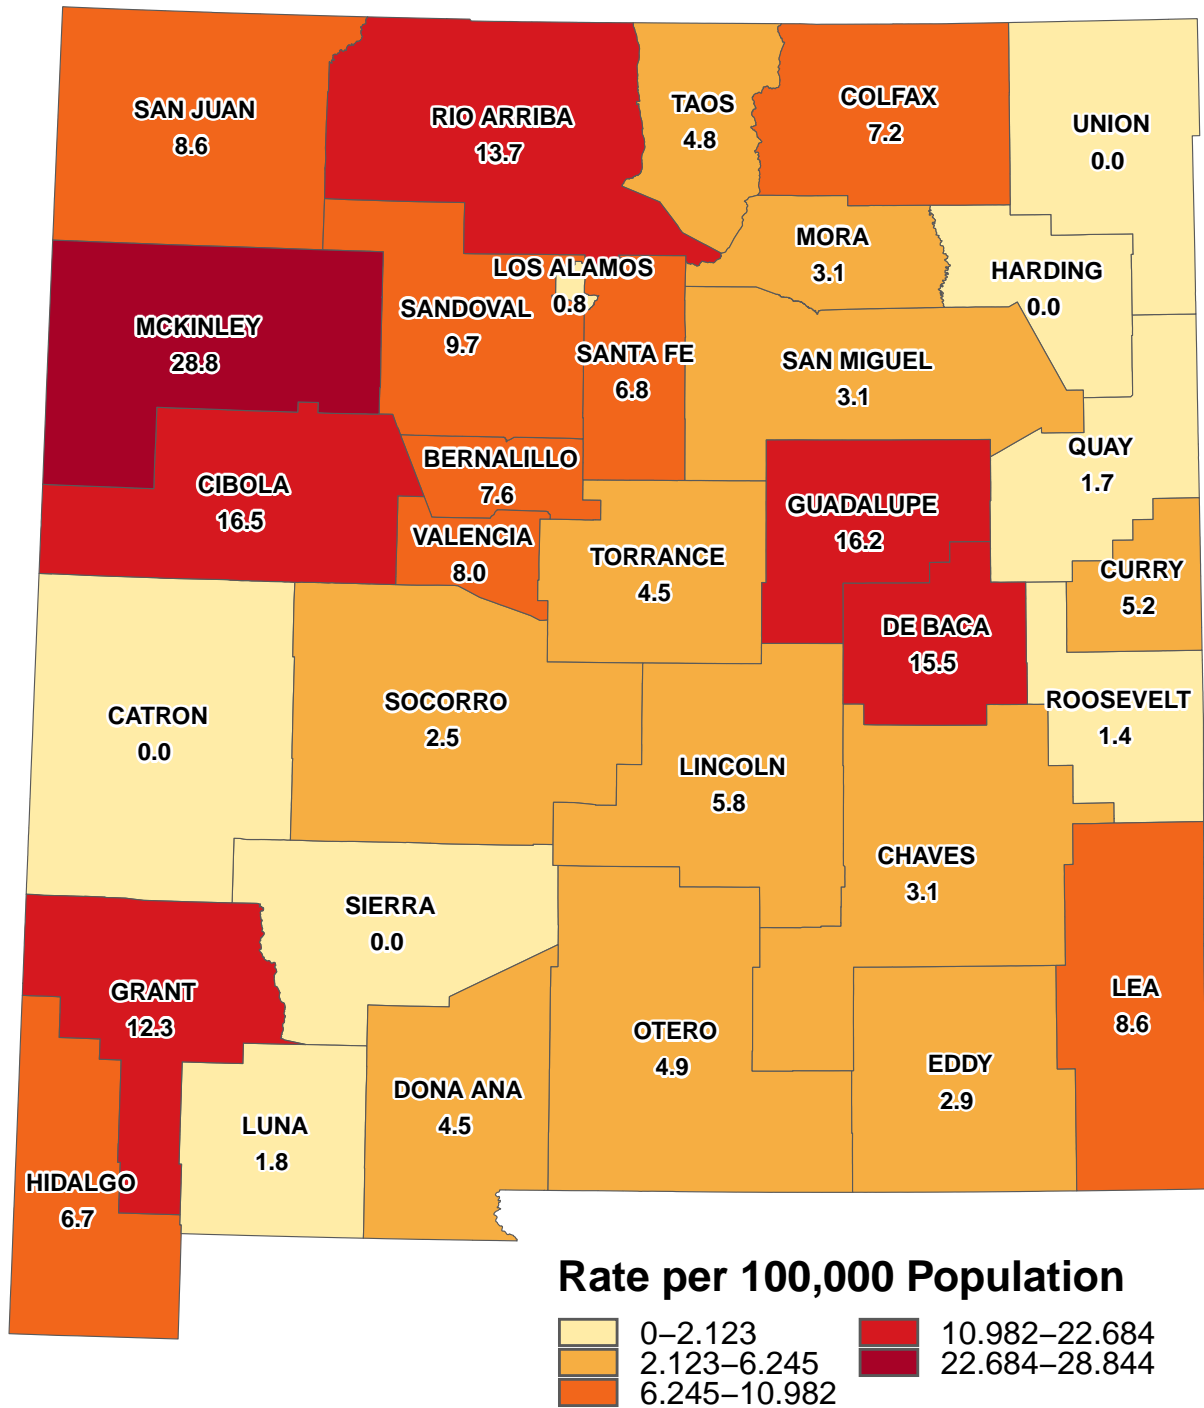 SAN JUAN
8.6
RIO ARRIBA
13.7
TAOS
4.8
COLFAX
7.2
UNION
0.0
MORA
3.1
HARDING
0.0
LOS ALAMOS
0.8
SANDOVAL
9.7
MCKINLEY
28.8
SANTA FE
6.8
SAN MIGUEL
3.1
QUAY
1.7
BERNALILLO
7.6
CIBOLA
16.5
GUADALUPE
16.2
VALENCIA
8.0
TORRANCE
4.5
CURRY
5.2
DE BACA
15.5
CATRON
0.0
SOCORRO
2.5
ROOSEVELT
1.4
LINCOLN
5.8
CHAVES
3.1
SIERRA
0.0
GRANT
12.3
LEA
8.6
OTERO
4.9
EDDY
2.9
DONA ANA
4.5
LUNA
1.8
HIDALGO
6.7
Rate per 100,000 Population
0–2.123
2.123–6.245
6.245–10.982
10.982–22.684
22.684–28.844